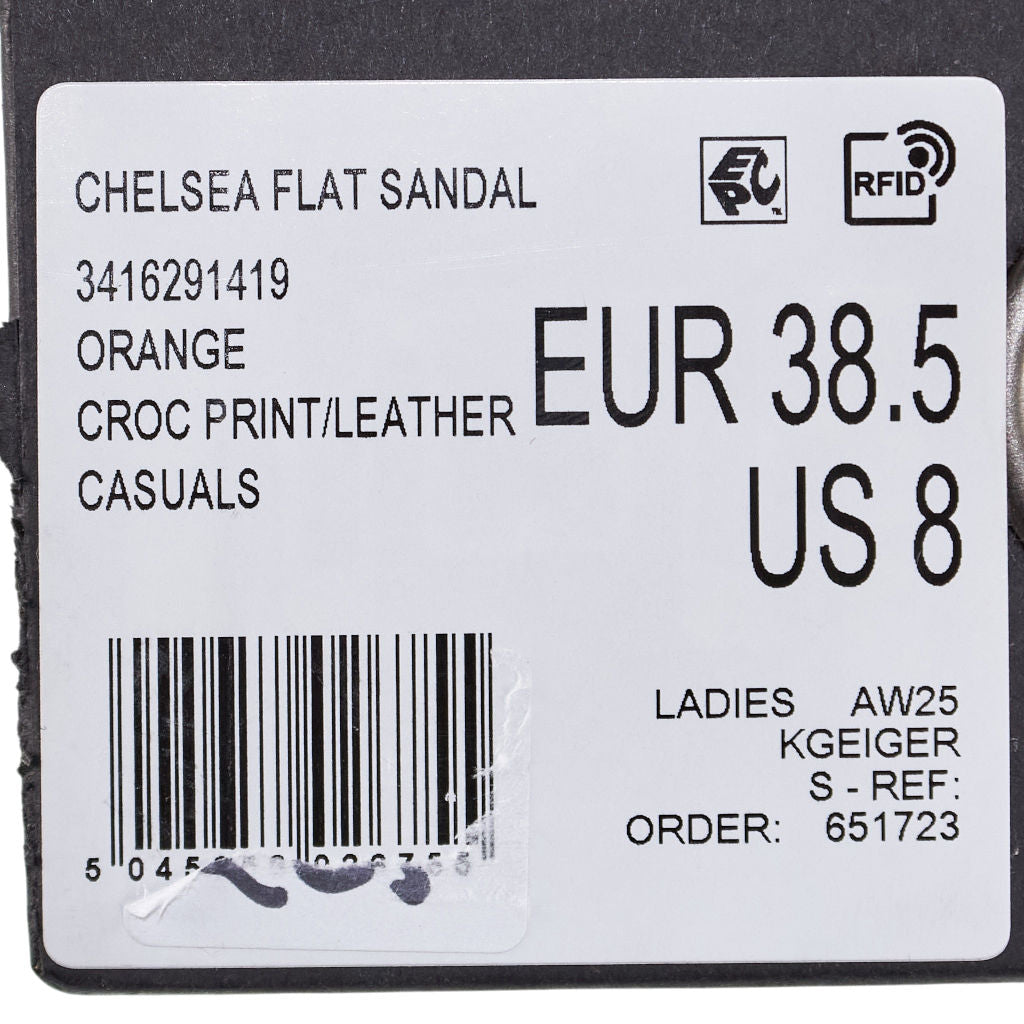 CHELSEA FLAT SANDAL
EPC™
RFID
3416291419
ORANGE
CROC PRINT/LEATHER
CASUALS
EUR 38.5
US 8
LADIES AW25
KGEIGER
S - REF:
ORDER: 651723